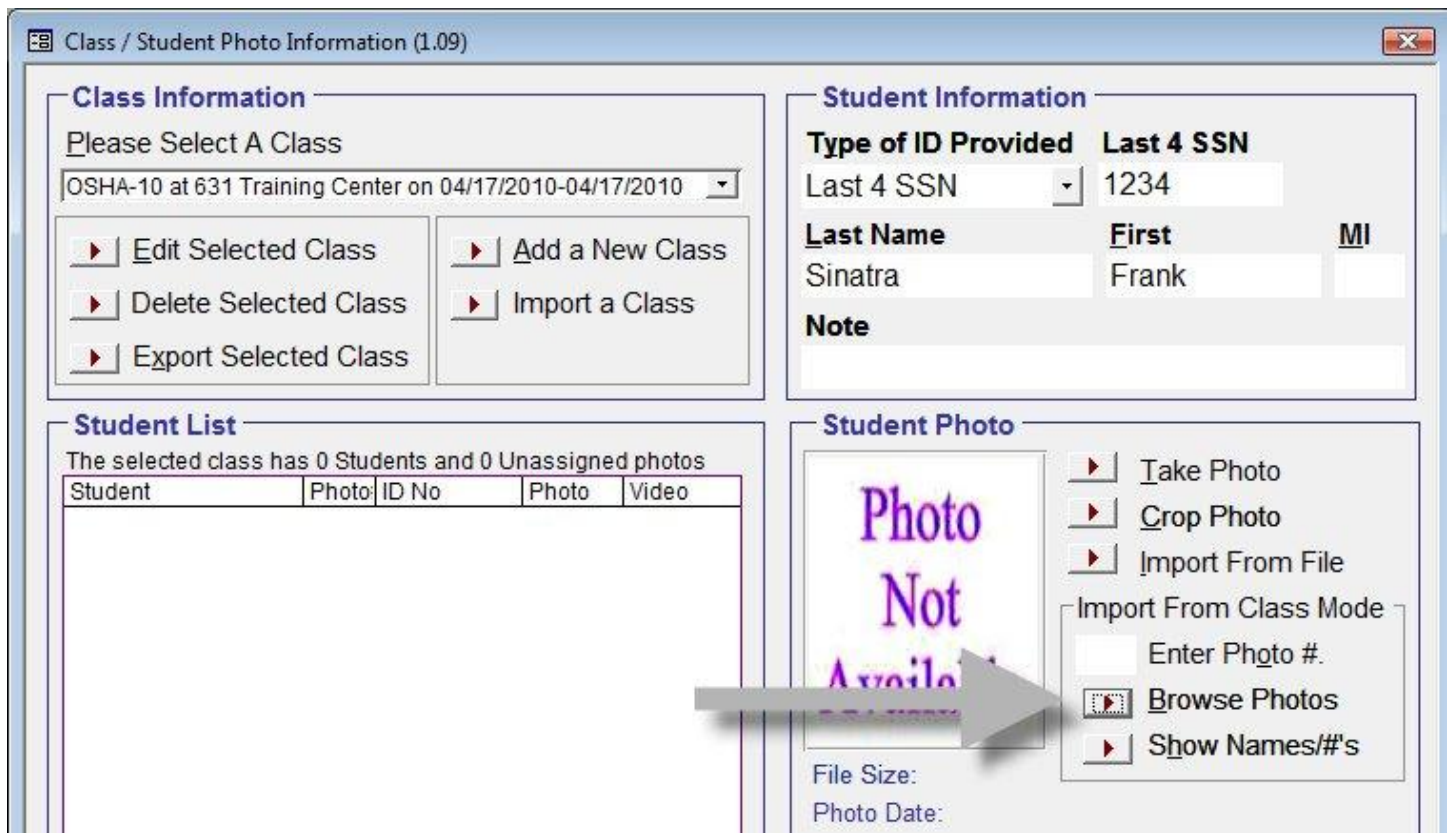 Class / Student Photo Information (1.09)
Class Information
Please Select A Class
OSHA-10 at 631 Training Center on 04/17/2010-04/17/2010
Edit Selected Class
Delete Selected Class
Export Selected Class
Add a New Class
Import a Class
Student Information
Type of ID Provided Last 4 SSN
Last 4 SSN 1234
Last Name First MI
Sinatra Frank
Note
Student List
The selected class has 0 Students and 0 Unassigned photos
Student Photo ID No Photo Video
Student Photo
Photo
Not
Take Photo
Crop Photo
Import From File
Import From Class Mode
Enter Photo #.
Browse Photos
Show Names/#'s
File Size:
Photo Date: